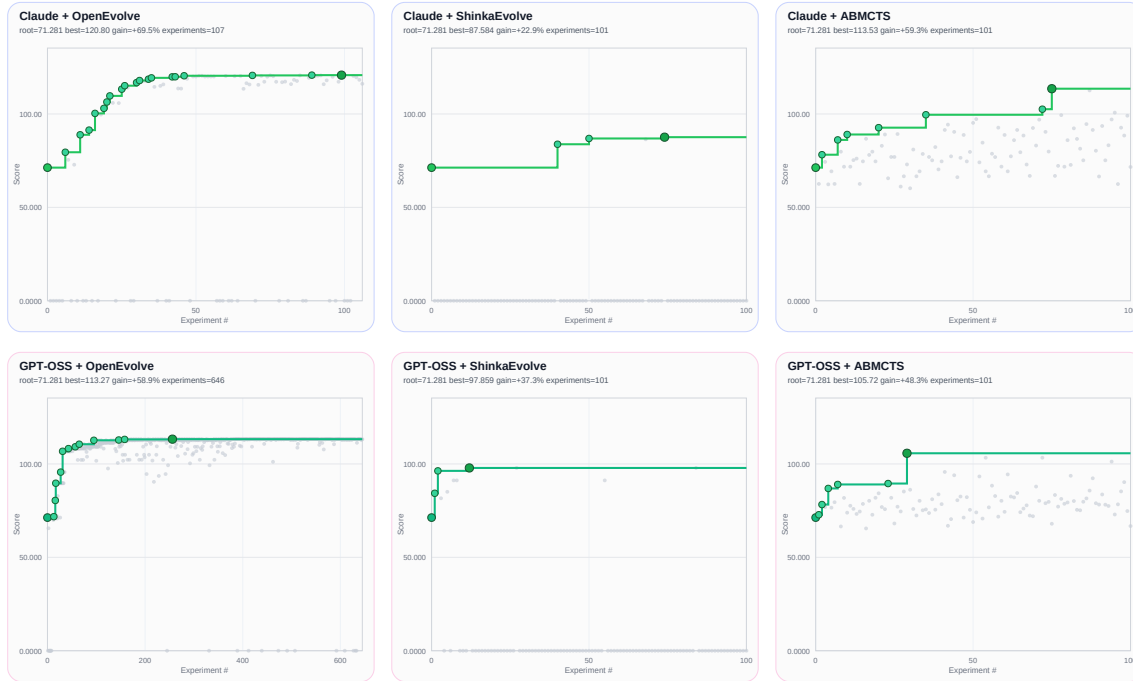 Claude + OpenEvolve
root=71.281 best=120.80 gain=+69.5% experiments=107
100.00
50.000
0.0000
Score
0
50
100
Experiment #
Claude + ShinkaEvolve
root=71.281 best=87.584 gain=+22.9% experiments=101
100.00
50.000
0.0000
Score
0
50
100
Experiment #
Claude + ABMCTS
root=71.281 best=113.53 gain=+59.3% experiments=101
100.00
50.000
0.0000
Score
0
50
Experiment #
GPT-OSS + OpenEvolve
root=71.281 best=113.27 gain=+58.9% experiments=646
100.00
50.000
0.0000
Score
0
200
400
600
Experiment #
GPT-OSS + ShinkaEvolve
root=71.281 best=97.859 gain=+37.3% experiments=101
100.00
50.000
0.0000
Score
0
50
100
Experiment #
GPT-OSS + ABMCTS
root=71.281 best=105.72 gain=+48.3% experiments=101
100.00
50.000
0.0000
Score
0
50
Experiment #